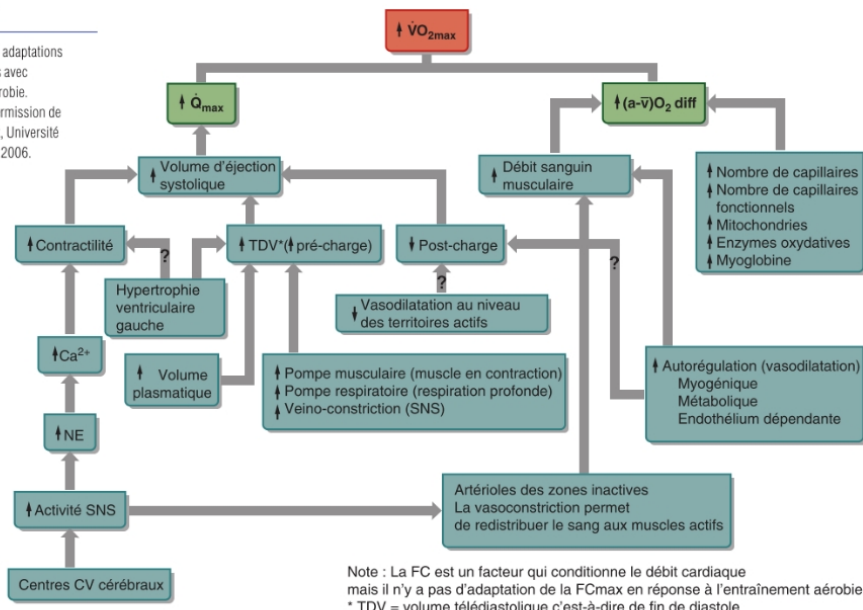 adaptations
s avec
robie.
ermission de
, Université
2006.
↑ V̇O2max
↑ Q̇max
↑ (a-v̄)O2 diff
↑ Volume d'éjection
systolique
↑ Débit sanguin
musculaire
↑ Nombre de capillaires
↑ Nombre de capillaires
fonctionnels
↑ Mitochondries
↑ Enzymes oxydatives
↑ Myoglobine
↑ Contractilité
?
↑ TDV*(↑ pré-charge)
↓ Post-charge
?
?
Hypertrophie
ventriculaire
gauche
↓ Vasodilatation au niveau
des territoires actifs
↑ Ca2+
↑ Volume
plasmatique
↑ Pompe musculaire (muscle en contraction)
↑ Pompe respiratoire (respiration profonde)
↑ Veino-constriction (SNS)
↑ Autorégulation (vasodilatation)
Myogénique
Métabolique
Endothélium dépendante
↑ NE
↑ Activité SNS
Artérioles des zones inactives
La vasoconstriction permet
de redistribuer le sang aux muscles actifs
Centres CV cérébraux
Note : La FC est un facteur qui conditionne le débit cardiaque
mais il n'y a pas d'adaptation de la FCmax en réponse à l'entraînement aérobie
* TDV = volume télédiastolique c'est-à-dire de fin de diastole